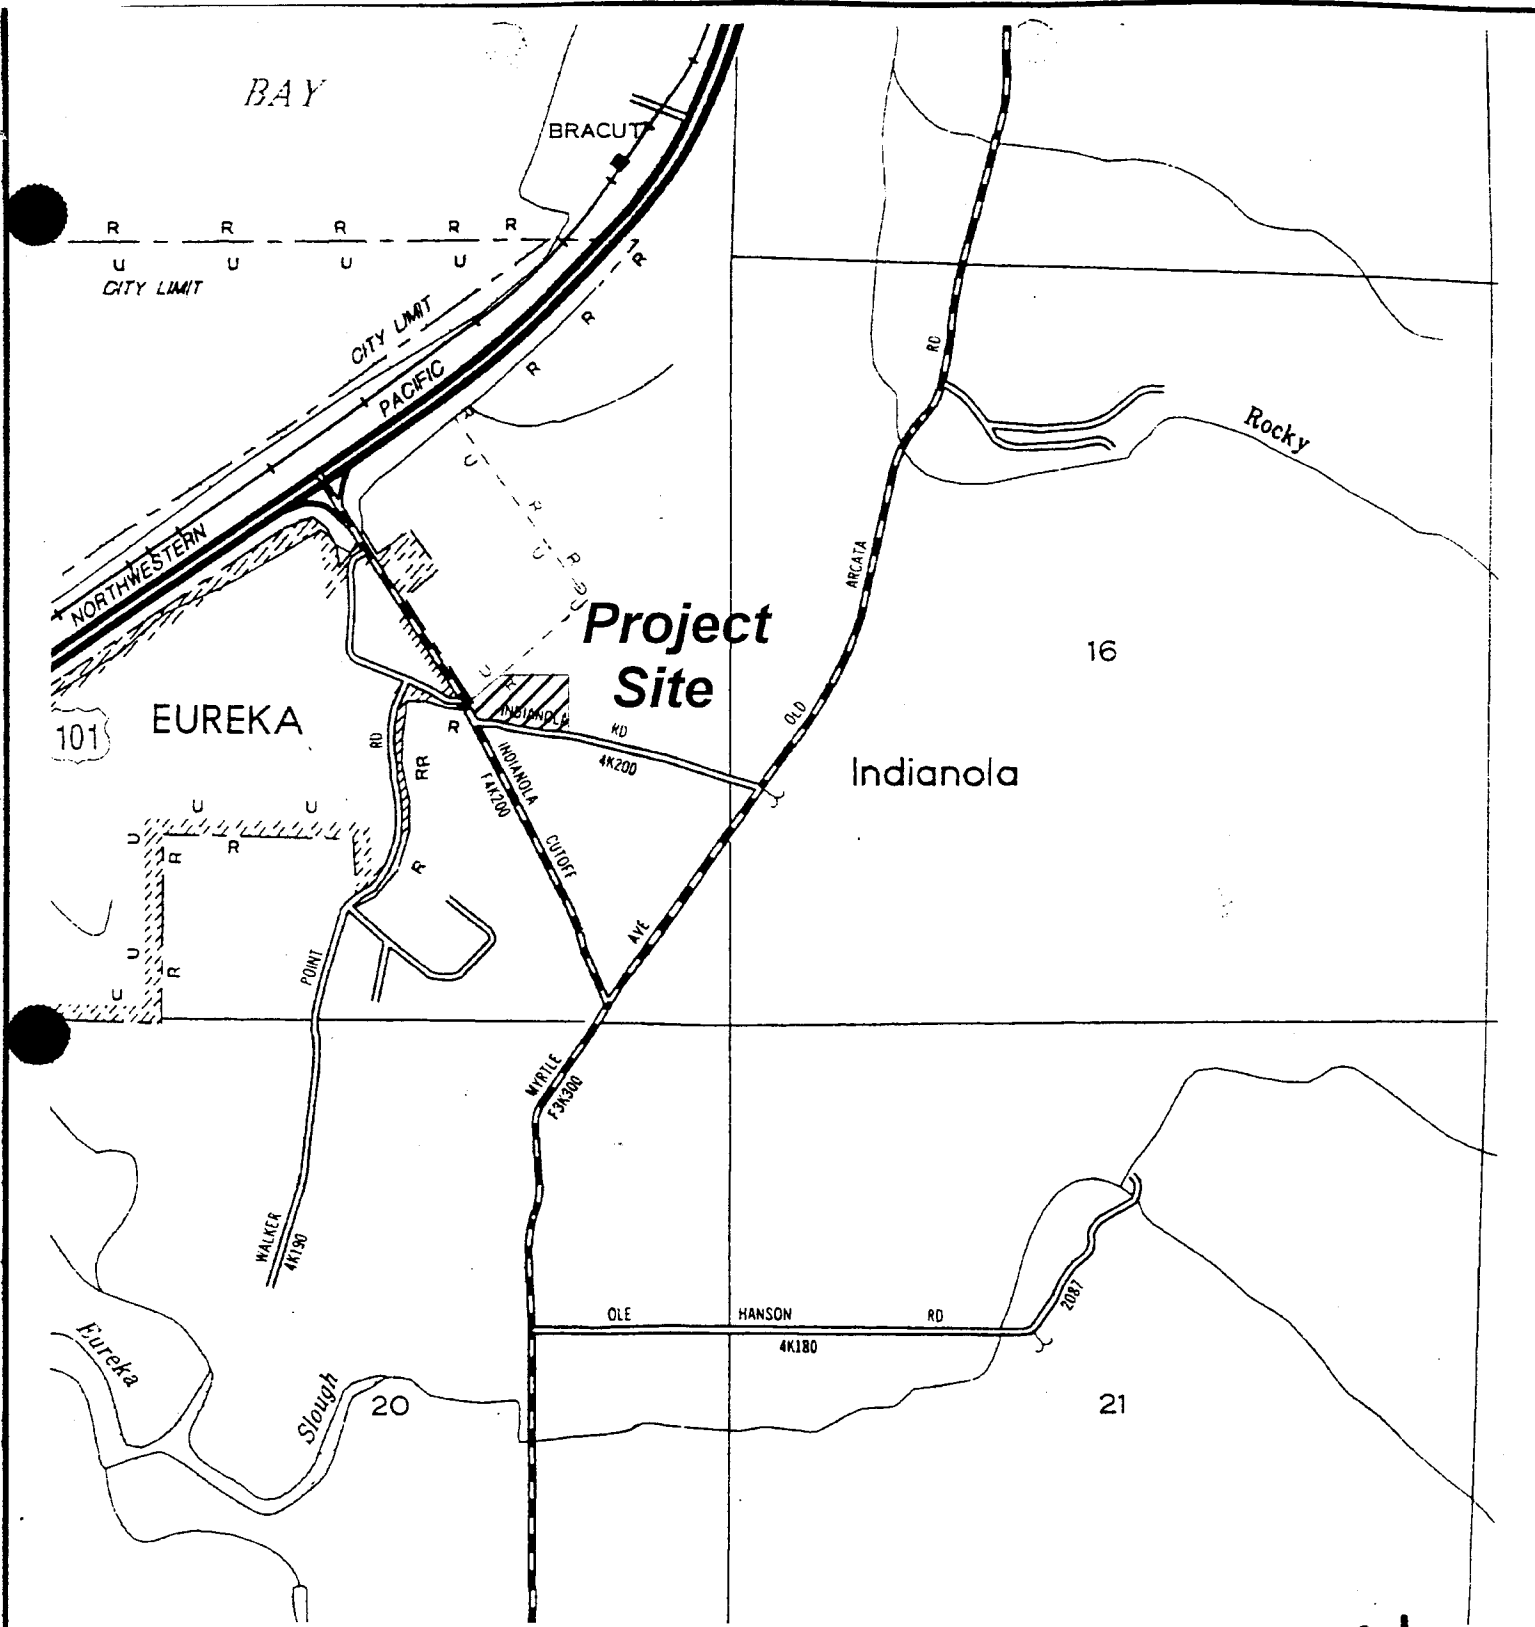 BAY
BRACUT
R R R R R
U U U U
R
CITY LIMIT
CITY LIMIT
R
R
PACIFIC
RD
Rocky
R
U
R
U
R
U
NORTHWESTERN
ARCATA
Project
Site
16
U
R
INDIANOLA
RD
4K200
OLD
101
EUREKA
RD
R
RR
INDIANOLA
F4K200
Indianola
U U
U
R
R
CUTOFF
R
AVE
U
R
POINT
U
MYRTLE
F3K300
WALKER
4K190
OLE HANSON RD
4K180
2087
Eureka
Slough
20
21